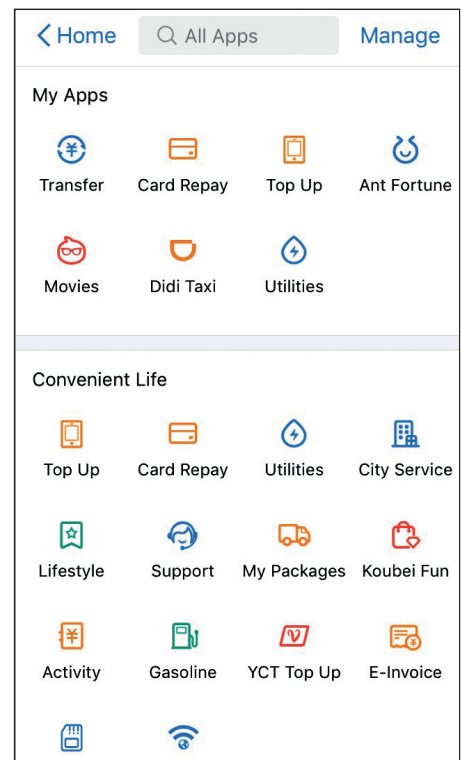 Home All Apps Manage
My Apps
Transfer Card Repay Top Up Ant Fortune
Movies Didi Taxi Utilities
Convenient Life
Top Up Card Repay Utilities City Service
Lifestyle Support My Packages Koubei Fun
Activity Gasoline YCT Top Up E-Invoice